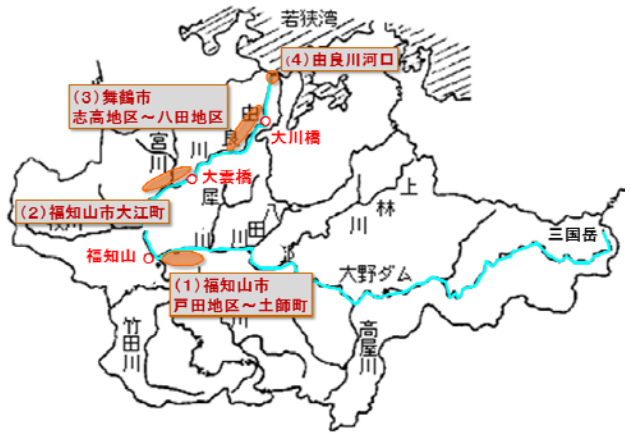 若狭湾
(4)由良川河口
(3)舞鶴市
志高地区～八田地区
由良川
大川橋
宮川
大雲橋
(2)福知山市大江町
犀川
八田川
上林川
三国岳
福知山
大野ダム
(1)福知山市
戸田地区～土師町
竹田川
高屋川